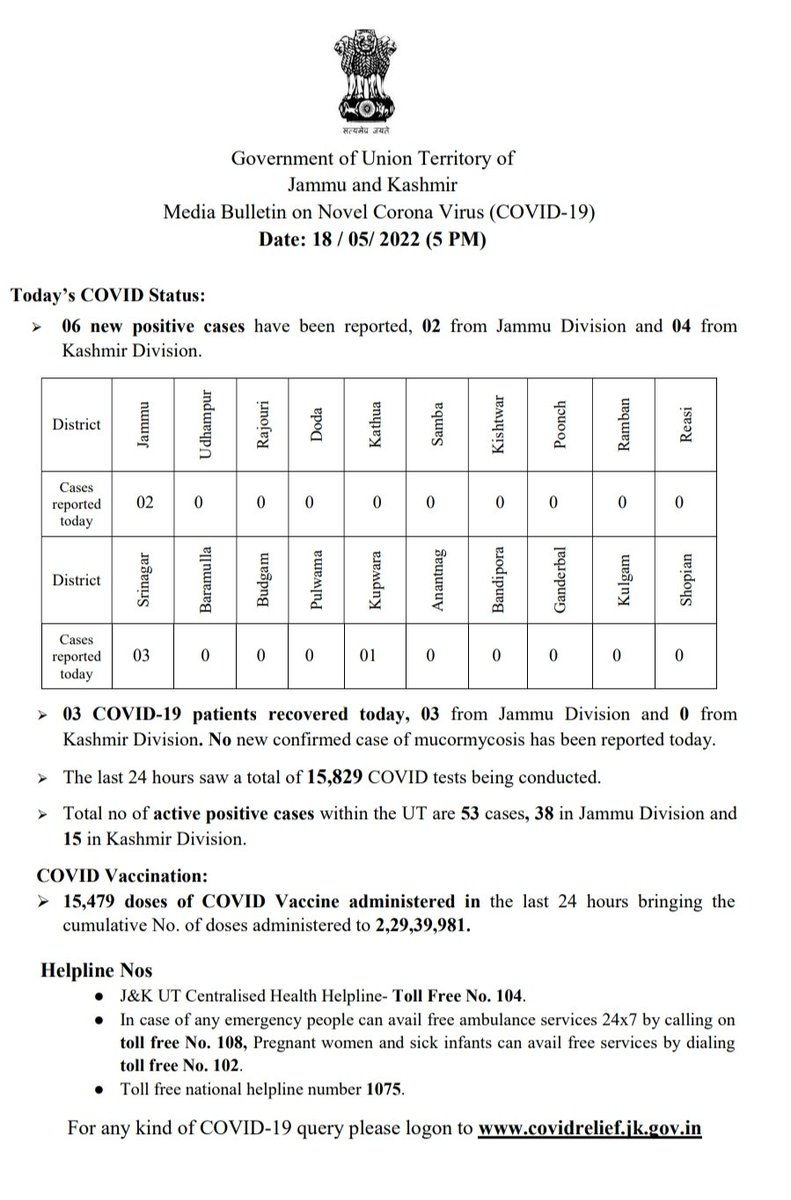 सत्यमेव जयते
Government of Union Territory of
Jammu and Kashmir
Media Bulletin on Novel Corona Virus (COVID-19)
Date: 18 / 05/ 2022 (5 PM)
Today's COVID Status:
➢ 06 new positive cases have been reported, 02 from Jammu Division and 04 from
Kashmir Division.
District Jammu Udhampur Rajouri Doda Kathua Samba Kishtwar Poonch Ramban Reasi
Cases
reported
today
02 0 0 0 0 0 0 0 0 0
District Srinagar Baramulla Budgam Pulwama Kupwara Anantnag Bandipora Ganderbal Kulgam Shopian
Cases
reported
today
03 0 0 0 01 0 0 0 0 0
➢ 03 COVID-19 patients recovered today, 03 from Jammu Division and 0 from
Kashmir Division. No new confirmed case of mucormycosis has been reported today.
➢ The last 24 hours saw a total of 15,829 COVID tests being conducted.
➢ Total no of active positive cases within the UT are 53 cases, 38 in Jammu Division and
15 in Kashmir Division.
COVID Vaccination:
➢ 15,479 doses of COVID Vaccine administered in the last 24 hours bringing the
cumulative No. of doses administered to 2,29,39,981.
Helpline Nos
● J&K UT Centralised Health Helpline- Toll Free No. 104.
● In case of any emergency people can avail free ambulance services 24x7 by calling on
toll free No. 108, Pregnant women and sick infants can avail free services by dialing
toll free No. 102.
● Toll free national helpline number 1075.
For any kind of COVID-19 query please logon to www.covidrelief.jk.gov.in